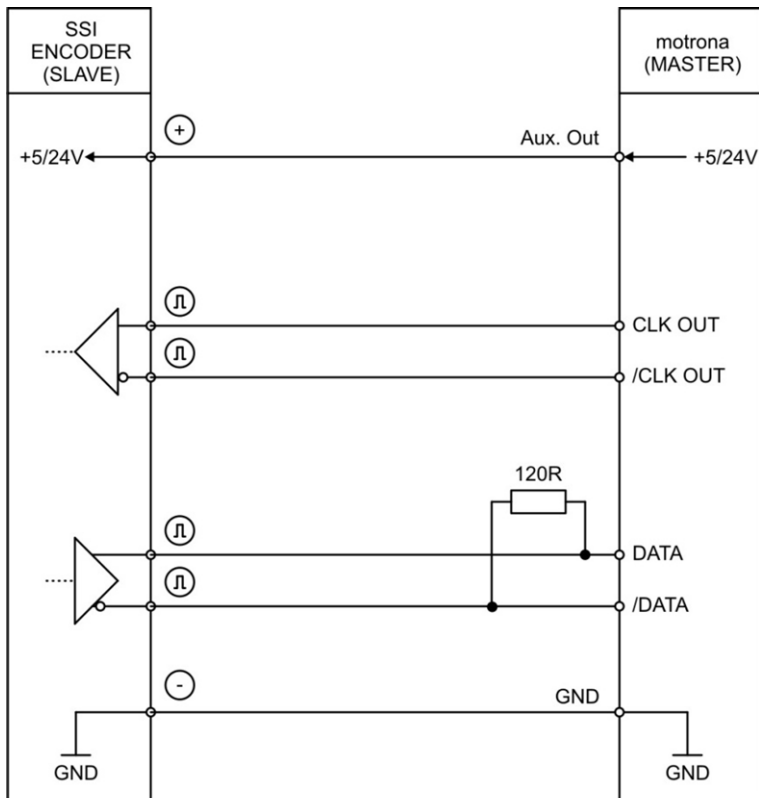 SSI
ENCODER
(SLAVE)
motrona
(MASTER)
+
Aux. Out
+5/24V
+5/24V
CLK OUT
/CLK OUT
120R
DATA
/DATA
-
GND
GND
GND